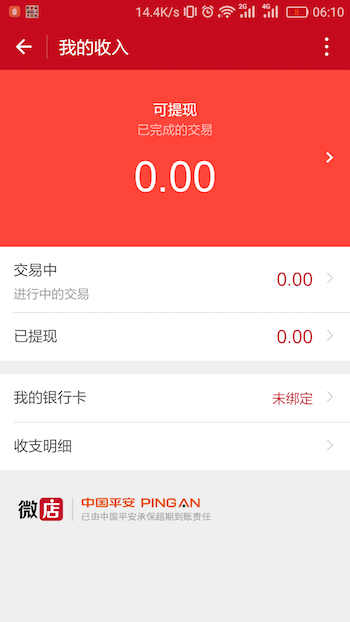 14.4K/s 2G 4G 8 06:10
我的收入
可提现
已完成的交易
0.00
交易中
进行中的交易
0.00
已提现
0.00
我的银行卡
未绑定
收支明细
微店
中国平安 PING AN
已由中国平安承保超期到账责任